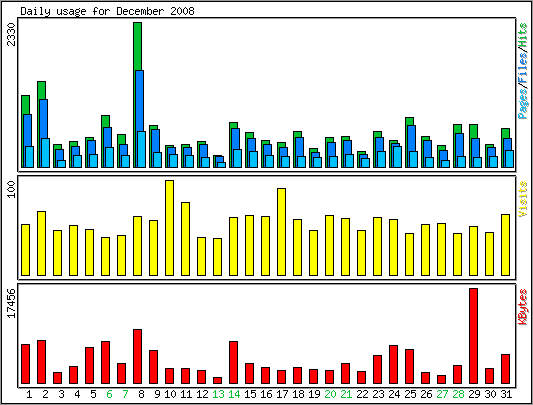 Daily usage for December 2008
2330
Pages/Files/Hits
100
Visits
17456
KBytes
1 2 3 4 5 6 7 8 9 10 11 12 13 14 15 16 17 18 19 20 21 22 23 24 25 26 27 28 29 30 31